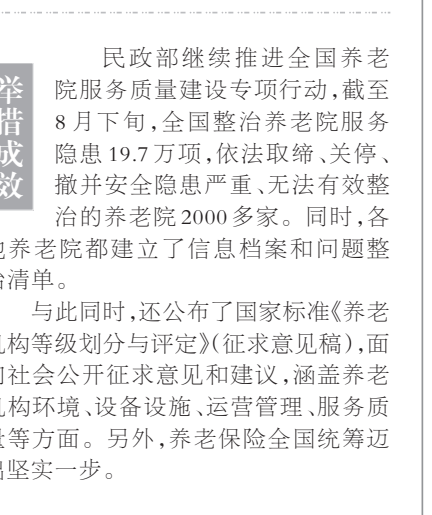 举措成效
民政部继续推进全国养老
院服务质量建设专项行动，截至
8月下旬，全国整治养老院服务
隐患19.7万项，依法取缔、关停、
撤并安全隐患严重、无法有效整
治的养老院2000多家。同时，各
地养老院都建立了信息档案和问题整
治清单。
与此同时，还公布了国家标准《养老
机构等级划分与评定》（征求意见稿），面
向社会公开征求意见和建议，涵盖养老
机构环境、设备设施、运营管理、服务质
量等方面。另外，养老保险全国统筹迈
出坚实一步。